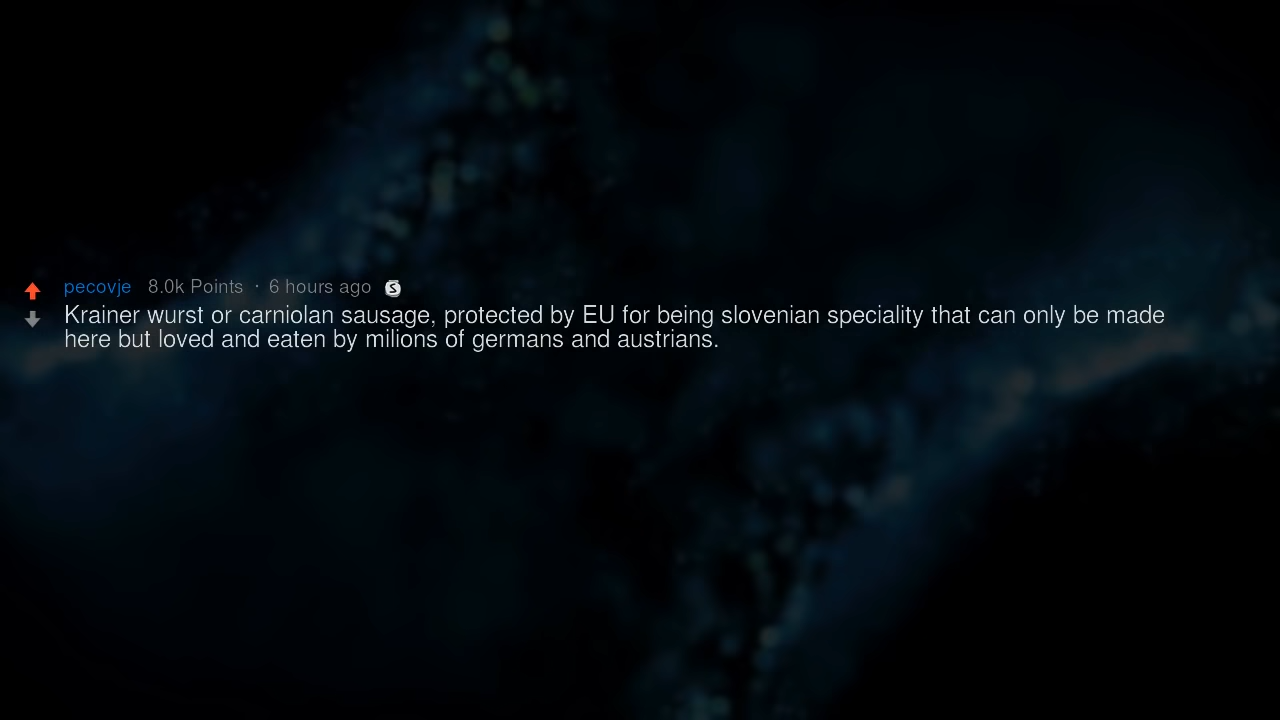 pecovje 8.0k Points · 6 hours ago
Krainer wurst or carniolan sausage, protected by EU for being slovenian speciality that can only be made
here but loved and eaten by milions of germans and austrians.